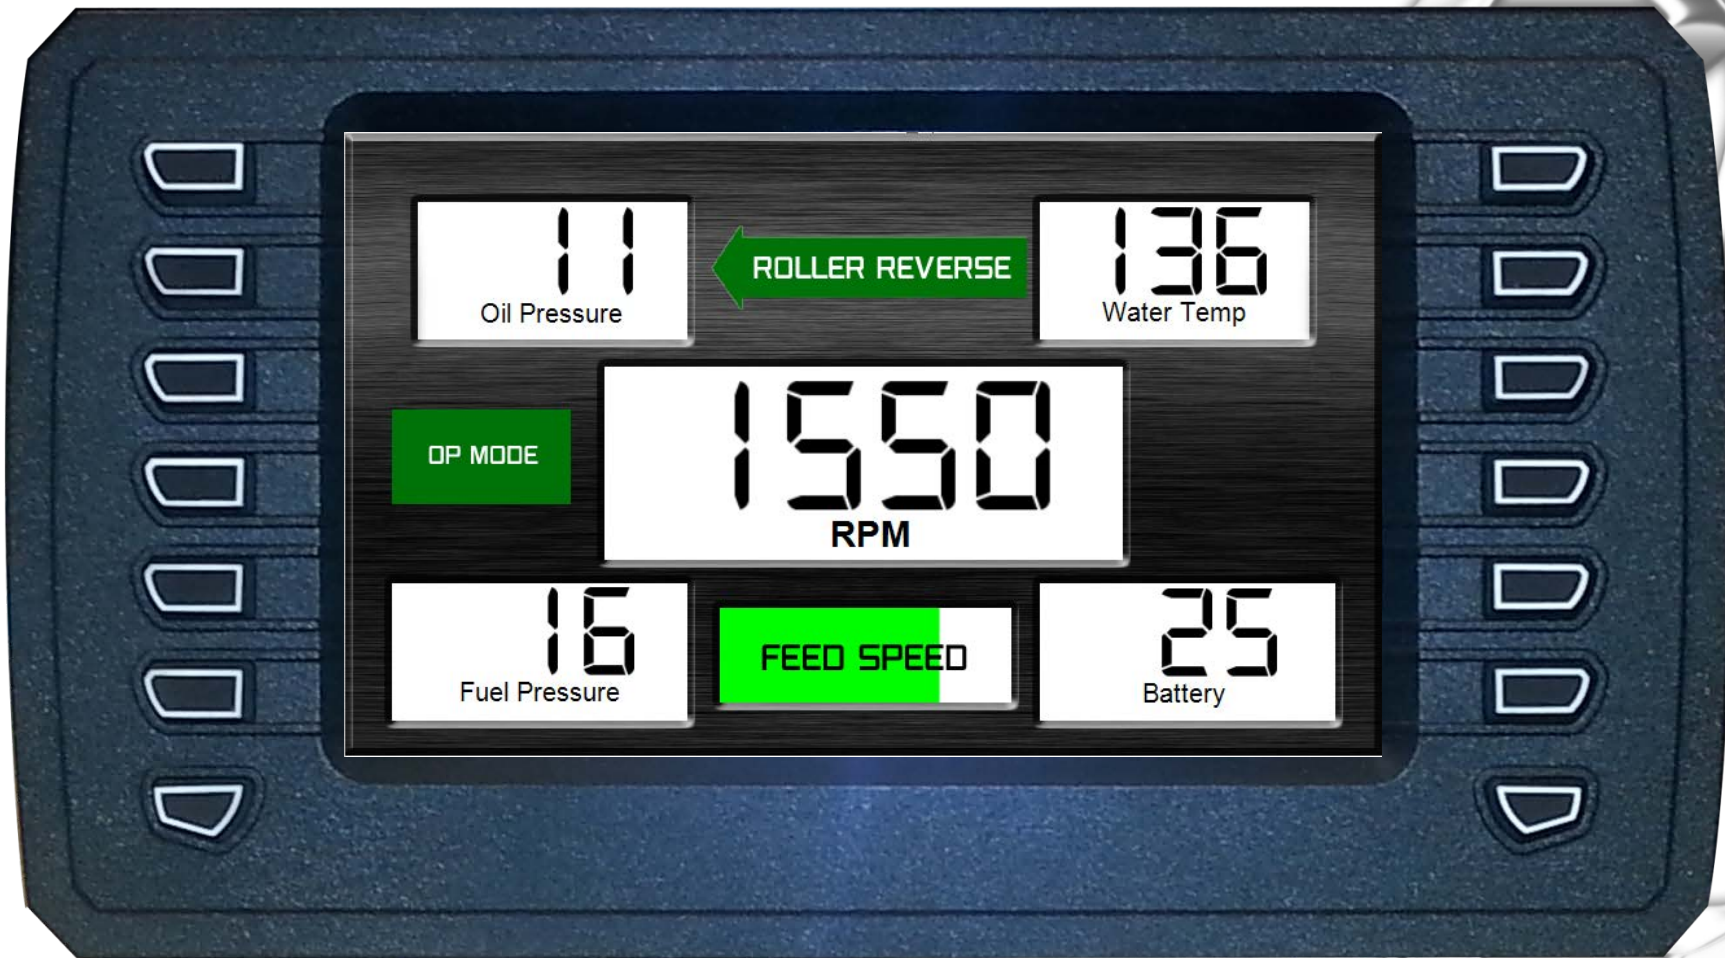 11
Oil Pressure
ROLLER REVERSE
136
Water Temp
OP MODE
1550
RPM
16
Fuel Pressure
FEED SPEED
25
Battery